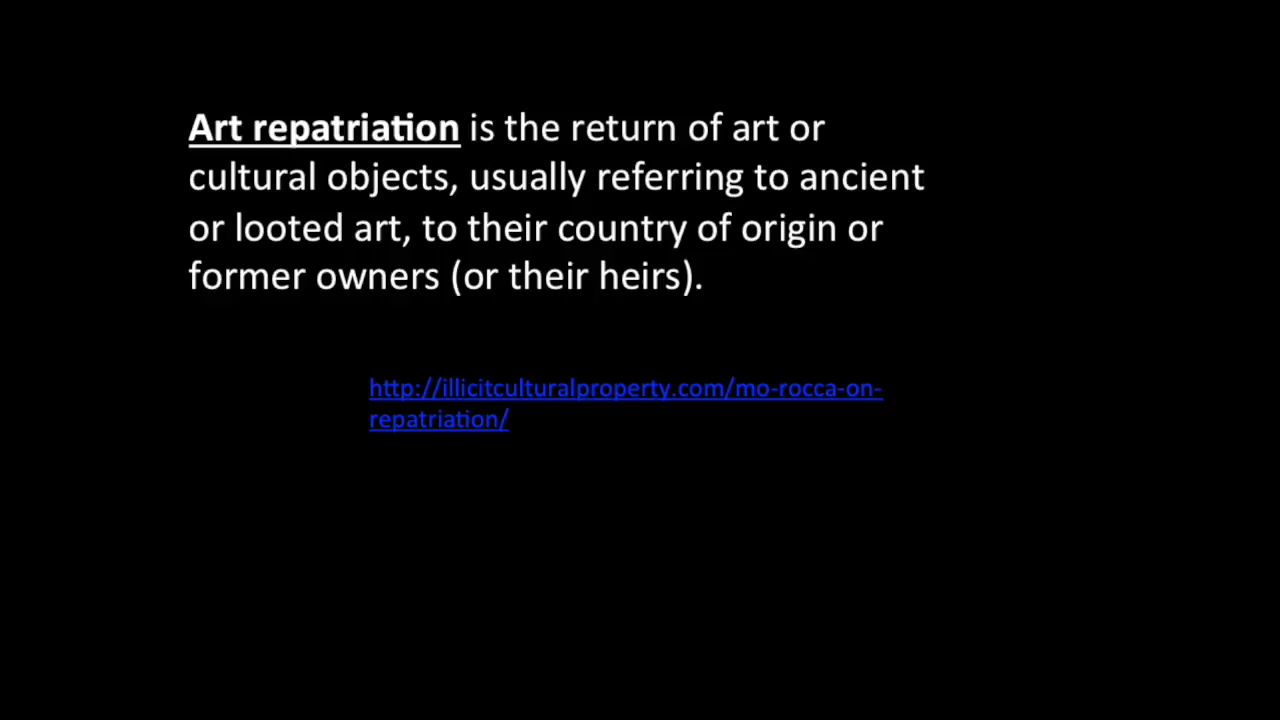 Art repatriation is the return of art or
cultural objects, usually referring to ancient
or looted art, to their country of origin or
former owners (or their heirs).
http://illicitculturalproperty.com/mo-rocca-on-
repatriation/